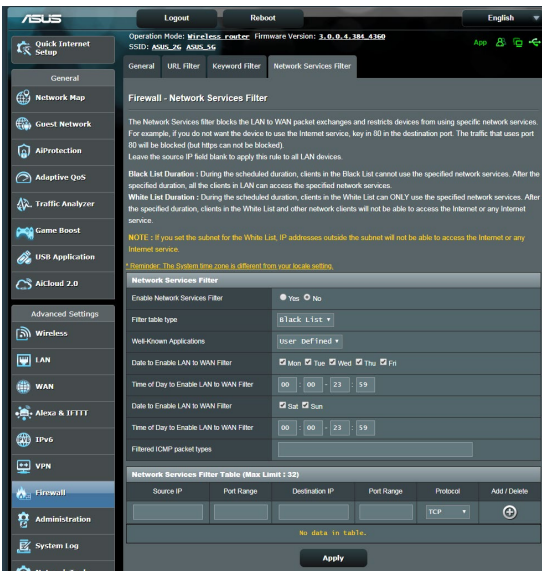 ASUS
Logout
Reboot
English
Quick Internet
Setup
General
Network Map
Guest Network
AiProtection
Adaptive QoS
Traffic Analyzer
Game Boost
USB Application
AiCloud 2.0
Advanced Settings
Wireless
LAN
WAN
Alexa & IFTTT
IPv6
VPN
Firewall
Administration
System Log
Operation Mode: Wireless router Firmware Version: 3.0.0.4.384_4360
SSID: ASUS_2G ASUS_5G
App
General URL Filter Keyword Filter Network Services Filter
Firewall - Network Services Filter
The Network Services filter blocks the LAN to WAN packet exchanges and restricts devices from using specific network services.
For example, if you do not want the device to use the Internet service, key in 80 in the destination port. The traffic that uses port
80 will be blocked (but https can not be blocked).
Leave the source IP field blank to apply this rule to all LAN devices.
Black List Duration : During the scheduled duration, clients in the Black List cannot use the specified network services. After the
specified duration, all the clients in LAN can access the specified network services.
White List Duration : During the scheduled duration, clients in the White List can ONLY use the specified network services. After
the specified duration, clients in the White List and other network clients will not be able to access the Internet or any Internet
service.
NOTE : If you set the subnet for the White List, IP addresses outside the subnet will not be able to access the Internet or any
Internet service.
* Reminder: The System time zone is different from your locale setting.
Network Services Filter
Enable Network Services Filter Yes No
Filter table type Black List
Well-Known Applications User Defined
Date to Enable LAN to WAN Filter Mon Tue Wed Thu Fri
Time of Day to Enable LAN to WAN Filter 00 : 00 - 23 : 59
Date to Enable LAN to WAN Filter Sat Sun
Time of Day to Enable LAN to WAN Filter 00 : 00 - 23 : 59
Filtered ICMP packet types
Network Services Filter Table (Max Limit : 32)
Source IP Port Range Destination IP Port Range Protocol Add / Delete
TCP
No data in table.
Apply